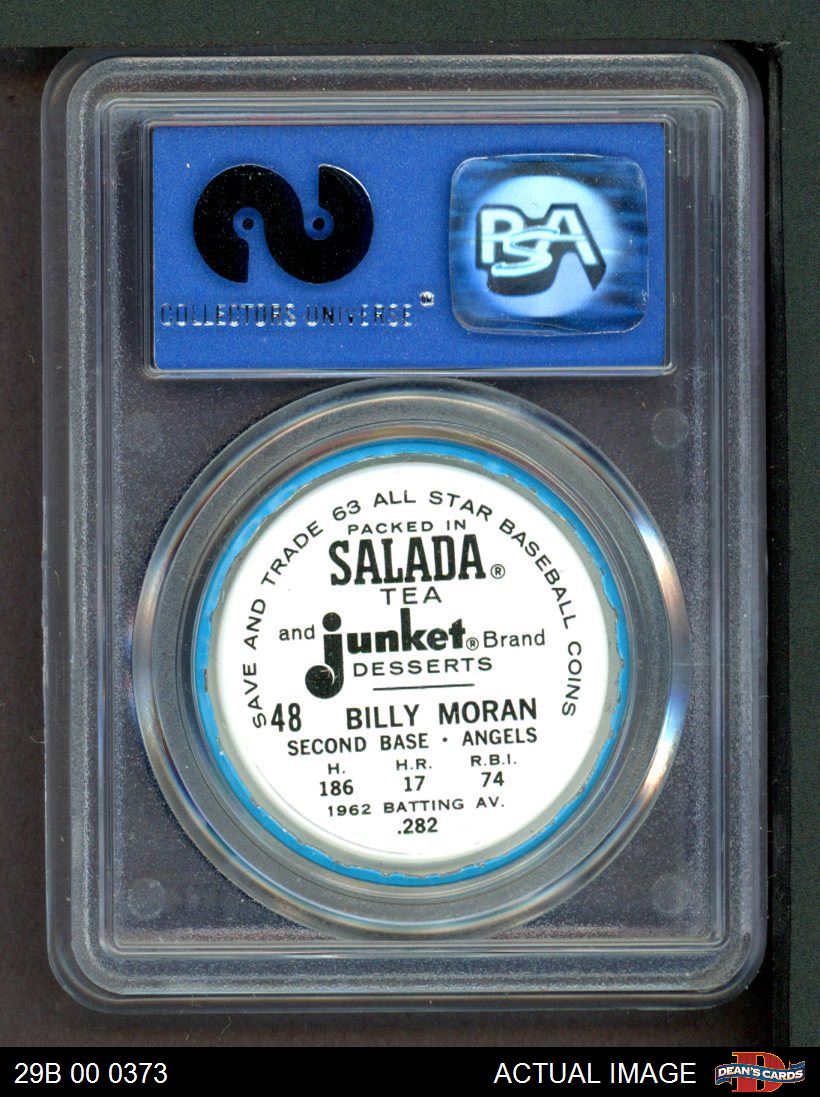 COLLECTORS UNIVERSE™
PSA
SAVE AND TRADE 63 ALL STAR BASEBALL COINS
PACKED IN
SALADA®
TEA
and junket® Brand
DESSERTS
48 BILLY MORAN
SECOND BASE · ANGELS
H. H.R. R.B.I.
186 17 74
1962 BATTING AV.
.282
29B 00 0373
ACTUAL IMAGE
DEAN'S CARDS